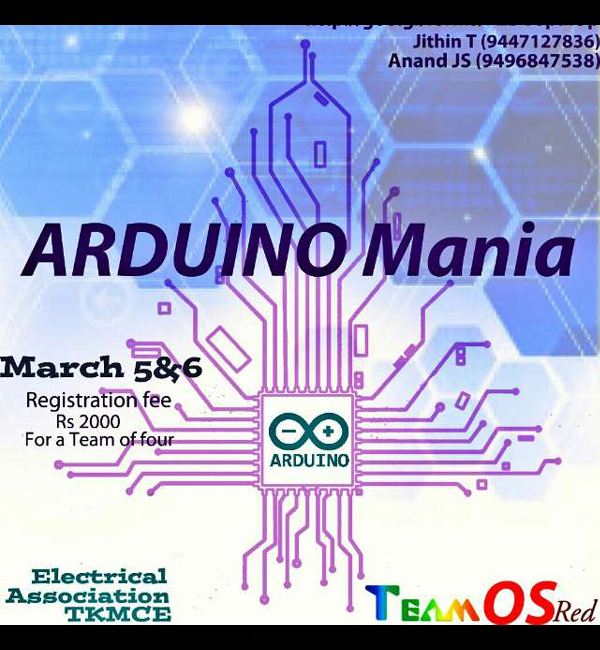 Jithin T (9447127836)
Anand JS (9496847538)
ARDUINO Mania
March 5&6
Registration fee
Rs 2000
For a Team of four
ARDUINO
Electrical
Association
TKMCE
TEAM OS Red